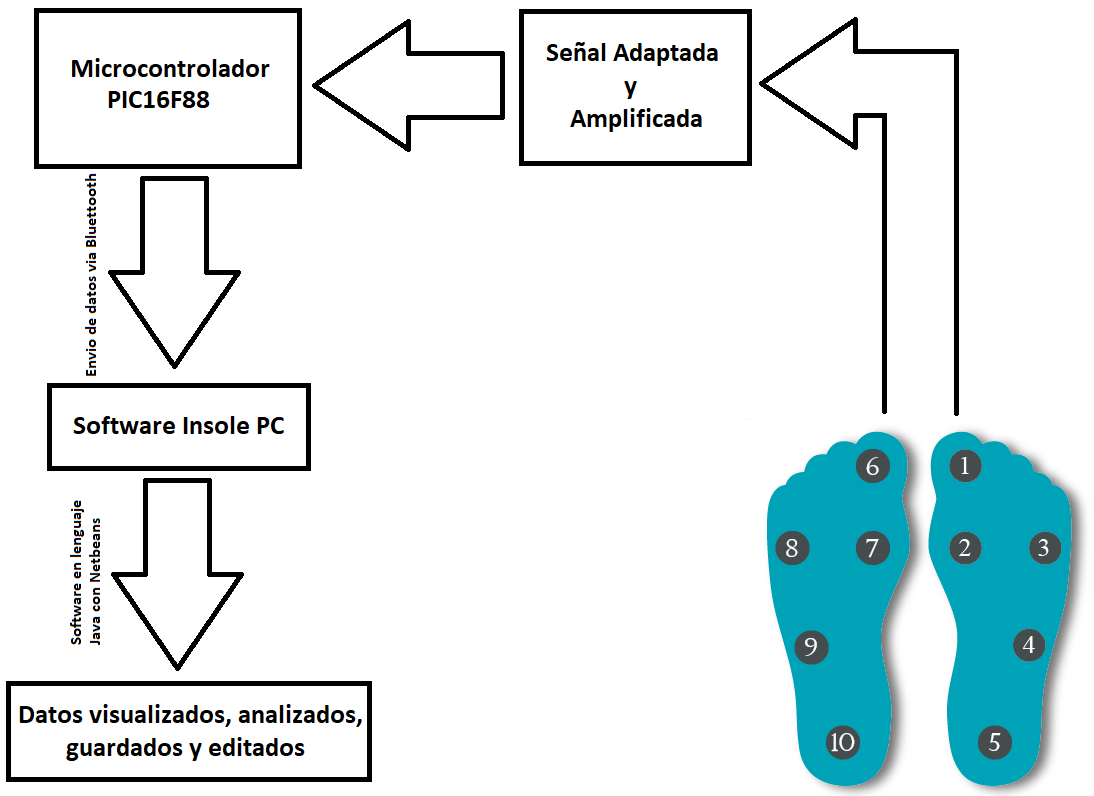 Microcontrolador
PIC16F88
Señal Adaptada
y
Amplificada
Envio de datos via Bluettooth
Software Insole PC
Software en lenguaje
Java con Netbeans
Datos visualizados, analizados,
guardados y editados
6
1
8
7
2
3
9
4
10
5